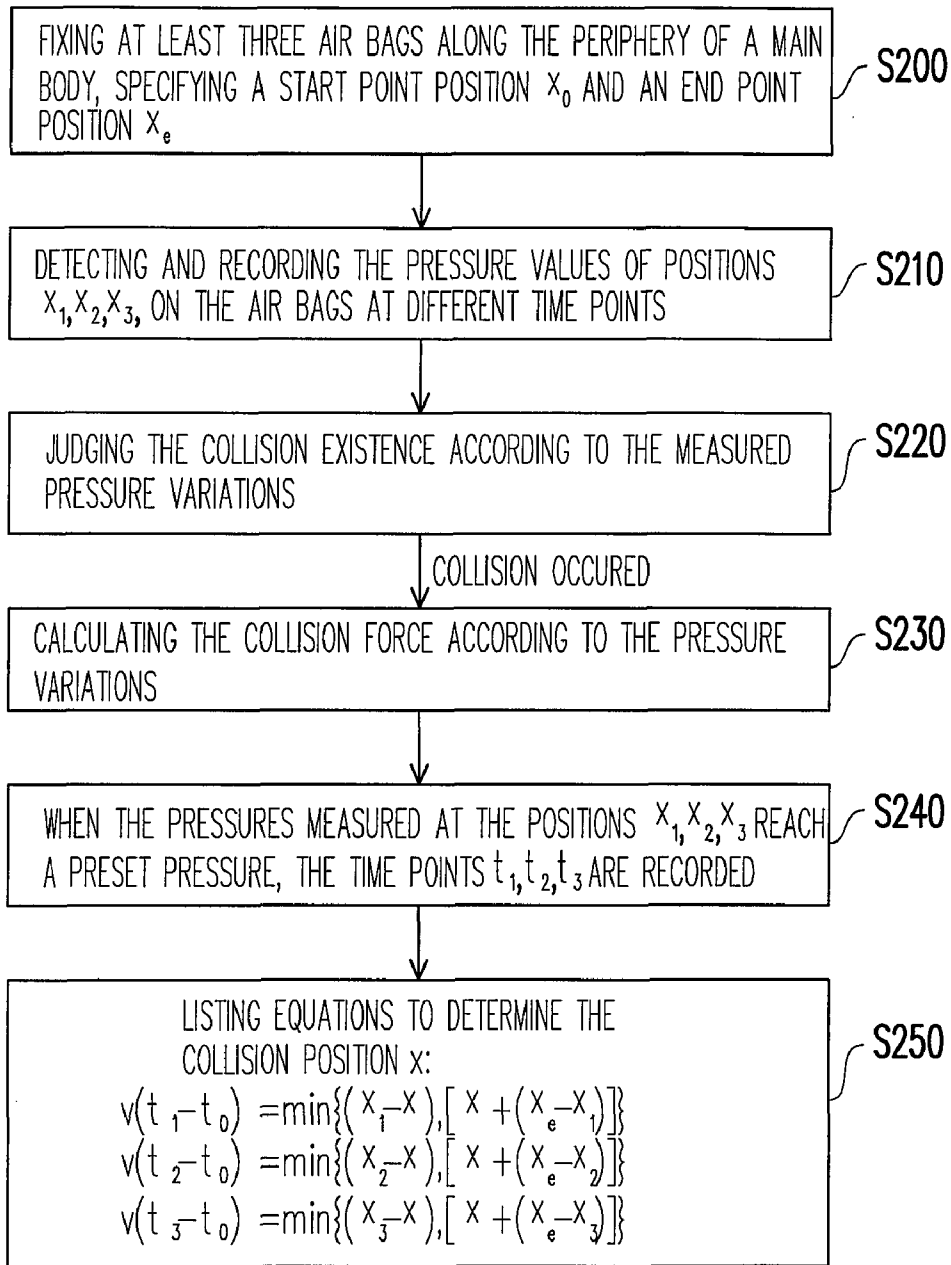 FIXING AT LEAST THREE AIR BAGS ALONG THE PERIPHERY OF A MAIN
BODY, SPECIFYING A START POINT POSITION X₀ AND AN END POINT
POSITION Xₑ
S200
DETECTING AND RECORDING THE PRESSURE VALUES OF POSITIONS
X₁,X₂,X₃, ON THE AIR BAGS AT DIFFERENT TIME POINTS
S210
JUDGING THE COLLISION EXISTENCE ACCORDING TO THE MEASURED
PRESSURE VARIATIONS
S220
COLLISION OCCURED
CALCULATING THE COLLISION FORCE ACCORDING TO THE PRESSURE
VARIATIONS
S230
WHEN THE PRESSURES MEASURED AT THE POSITIONS X₁,X₂,X₃ REACH
A PRESET PRESSURE, THE TIME POINTS t₁,t₂,t₃ ARE RECORDED
S240
LISTING EQUATIONS TO DETERMINE THE
COLLISION POSITION X:
v(t₁-t₀) =min{(X₁-X),[X+(Xₑ-X₁)]}
v(t₂-t₀) =min{(X₂-X),[X+(Xₑ-X₂)]}
v(t₃-t₀) =min{(X₃-X),[X+(Xₑ-X₃)]}
S250